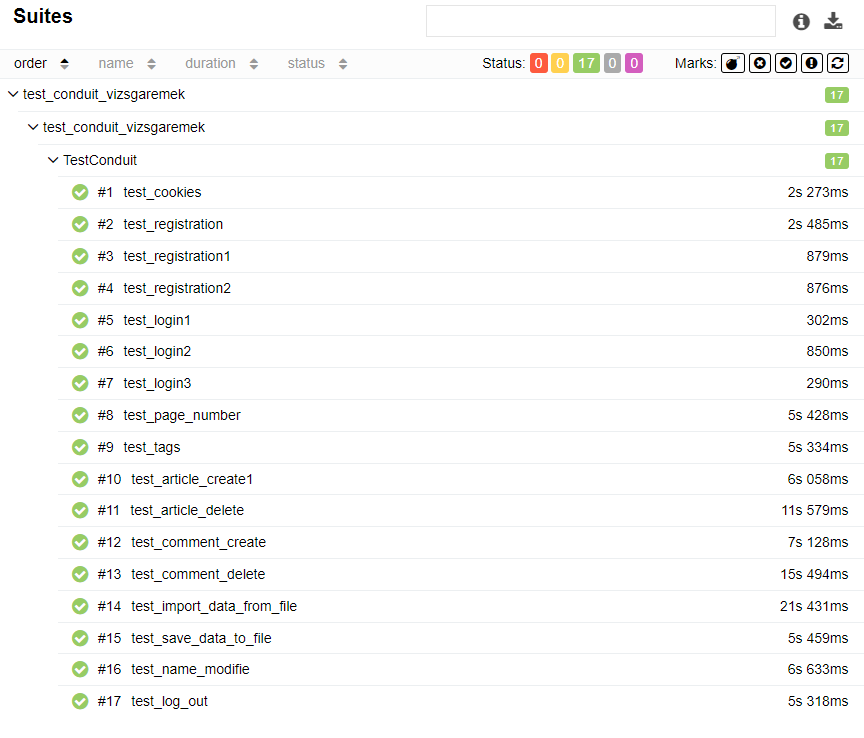 Suites
order name duration status Status: 0 0 17 0 0 Marks:
test_conduit_vizsgaremek 17
test_conduit_vizsgaremek 17
TestConduit 17
#1 test_cookies 2s 273ms
#2 test_registration 2s 485ms
#3 test_registration1 879ms
#4 test_registration2 876ms
#5 test_login1 302ms
#6 test_login2 850ms
#7 test_login3 290ms
#8 test_page_number 5s 428ms
#9 test_tags 5s 334ms
#10 test_article_create1 6s 058ms
#11 test_article_delete 11s 579ms
#12 test_comment_create 7s 128ms
#13 test_comment_delete 15s 494ms
#14 test_import_data_from_file 21s 431ms
#15 test_save_data_to_file 5s 459ms
#16 test_name_modifie 6s 633ms
#17 test_log_out 5s 318ms